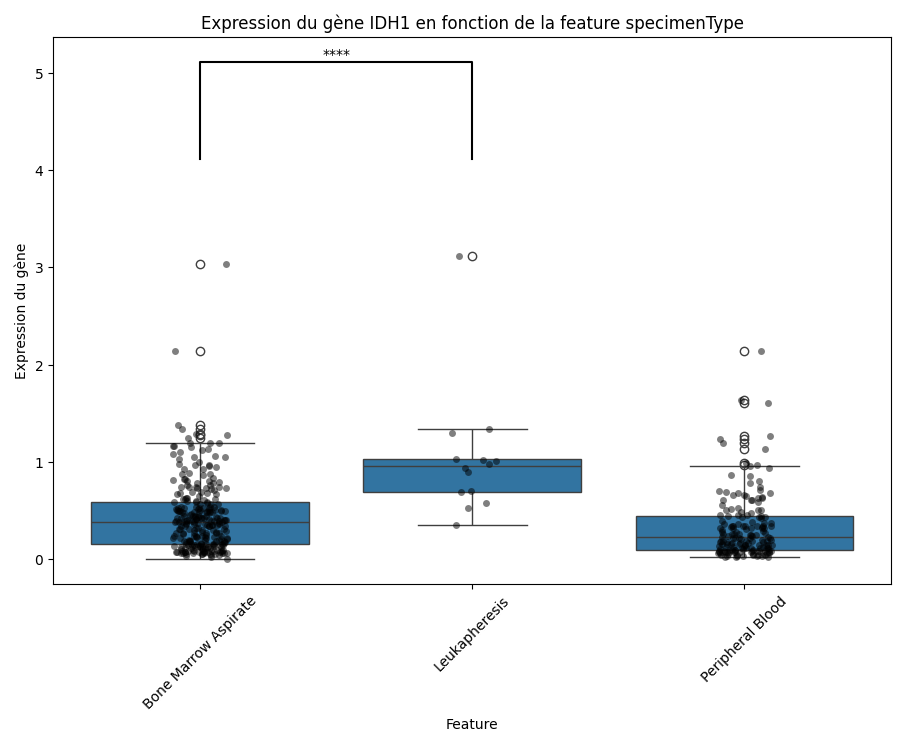 Expression du gène IDH1 en fonction de la feature specimenType
****
5
4
3
2
1
0
Expression du gène
Bone Marrow Aspirate
Leukapheresis
Peripheral Blood
Feature